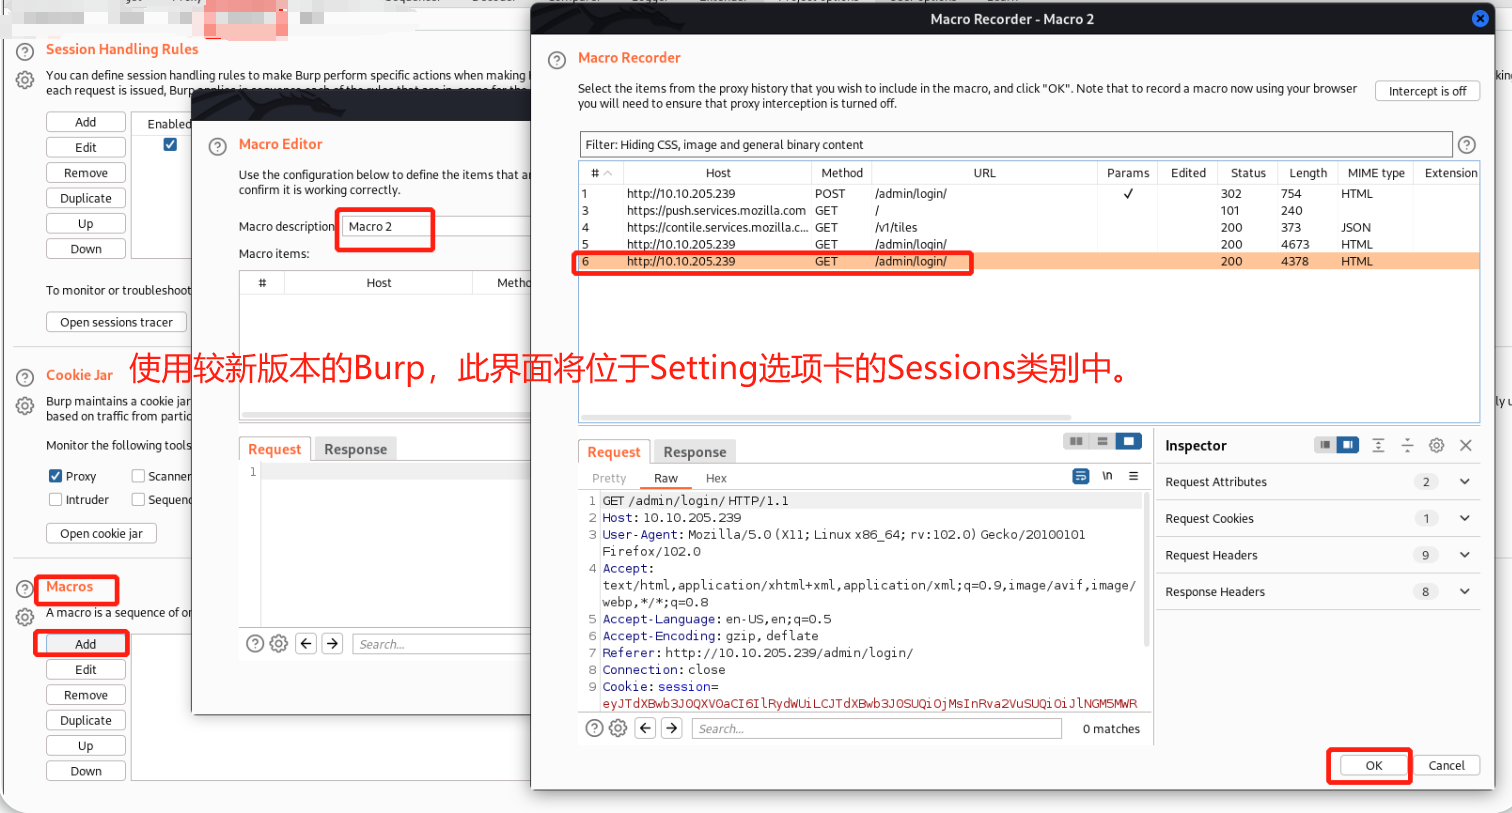 Session Handling Rules
You can define session handling rules to make Burp perform specific actions when making
each request is issued, Burp
Add
Edit
Remove
Duplicate
Up
Down
Enabled
To monitor or troubleshoot
Open sessions tracer
Cookie Jar
Burp maintains a cookie jar
based on traffic from
Monitor the following tools
Proxy
Scanner
Intruder
Open cookie jar
Macros
A macro is a sequence of
Add
Edit
Remove
Duplicate
Up
Down
Macro Editor
Use the configuration below to define the items that
confirm it is working correctly.
Macro description
Macro 2
Macro items:
# Host
Request Response
1
Search...
使用较新版本的Burp，此界面将位于Setting选项卡的Sessions类别中。
Macro Recorder - Macro 2
Macro Recorder
Select the items from the proxy history that you wish to include in the macro, and click "OK". Note that to record a macro now using your browser
you will need to ensure that proxy interception is turned off.
Intercept is off
Filter: Hiding CSS, image and general binary content
# Host Method URL Params Edited Status Length MIME type Extension
1 http://10.10.205.239 POST /admin/login/ ✓ 302 754 HTML
3 https://push.services.mozilla.com GET / 101 240
4 https://contile.services.mozilla.c... GET /v1/tiles 200 373 JSON
5 http://10.10.205.239 GET /admin/login/ 200 4673 HTML
6 http://10.10.205.239 GET /admin/login/ 200 4378 HTML
Request Response
Pretty Raw Hex
\n
1 GET /admin/login/ HTTP/1.1
2 Host: 10.10.205.239
3 User-Agent: Mozilla/5.0 (X11; Linux x86_64; rv:102.0) Gecko/20100101
Firefox/102.0
4 Accept:
text/html,application/xhtml+xml,application/xml;q=0.9,image/avif,image/
webp,*/*;q=0.8
5 Accept-Language: en-US,en;q=0.5
6 Accept-Encoding: gzip, deflate
7 Referer: http://10.10.205.239/admin/login/
8 Connection: close
9 Cookie: session=
eyJTdXBwb3J0QXV0aCI6IlRydWUiLCJTdXBwb3J0SUQiOjMsInRva2VuSUQiOiJlNGM5MWR
Search...
0 matches
Inspector
Request Attributes 2
Request Cookies 1
Request Headers 9
Response Headers 8
OK
Cancel